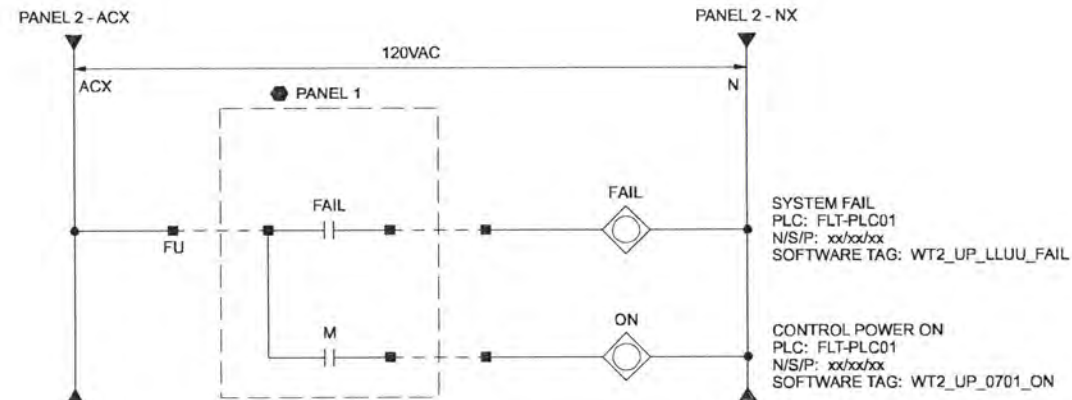 PANEL 2 - ACX
PANEL 2 - NX
120VAC
ACX
N
PANEL 1
FAIL
FAIL
FU
SYSTEM FAIL
PLC: FLT-PLC01
N/S/P: xx/xx/xx
SOFTWARE TAG: WT2_UP_LLUU_FAIL
M
ON
CONTROL POWER ON
PLC: FLT-PLC01
N/S/P: xx/xx/xx
SOFTWARE TAG: WT2_UP_0701_ON